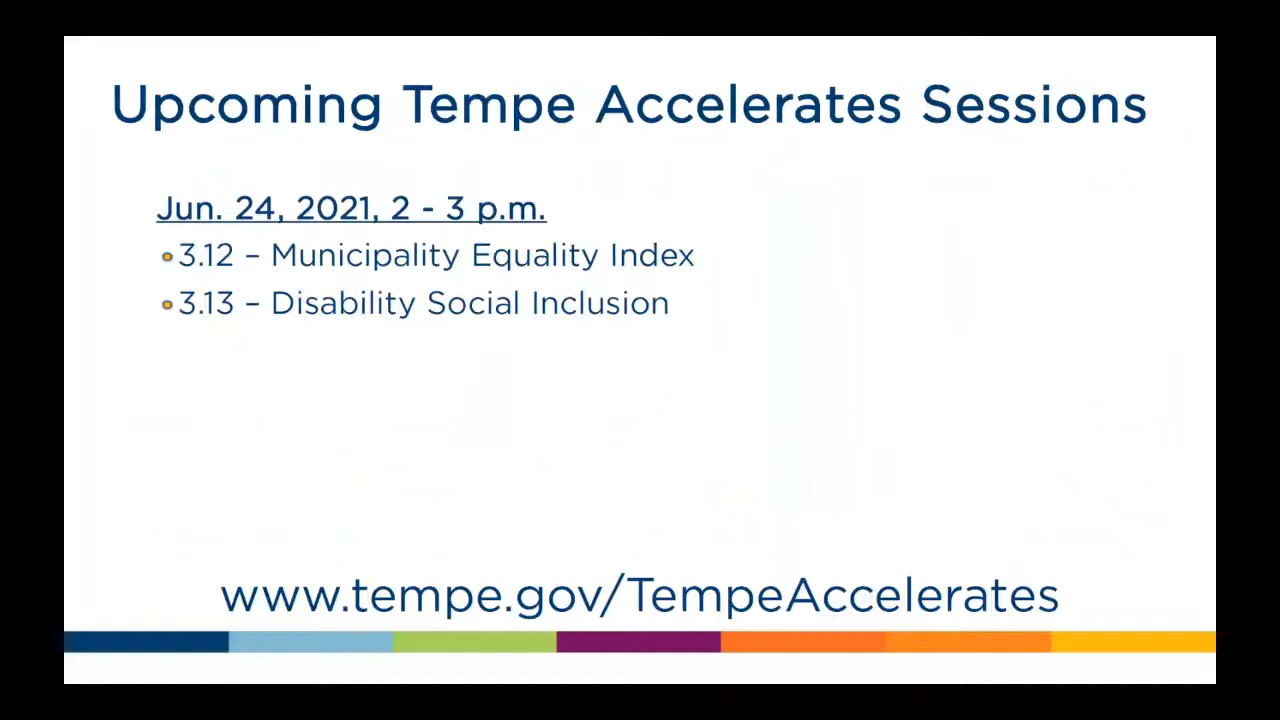 Upcoming Tempe Accelerates Sessions
Jun. 24, 2021, 2 - 3 p.m.
3.12 – Municipality Equality Index
3.13 – Disability Social Inclusion
www.tempe.gov/TempeAccelerates